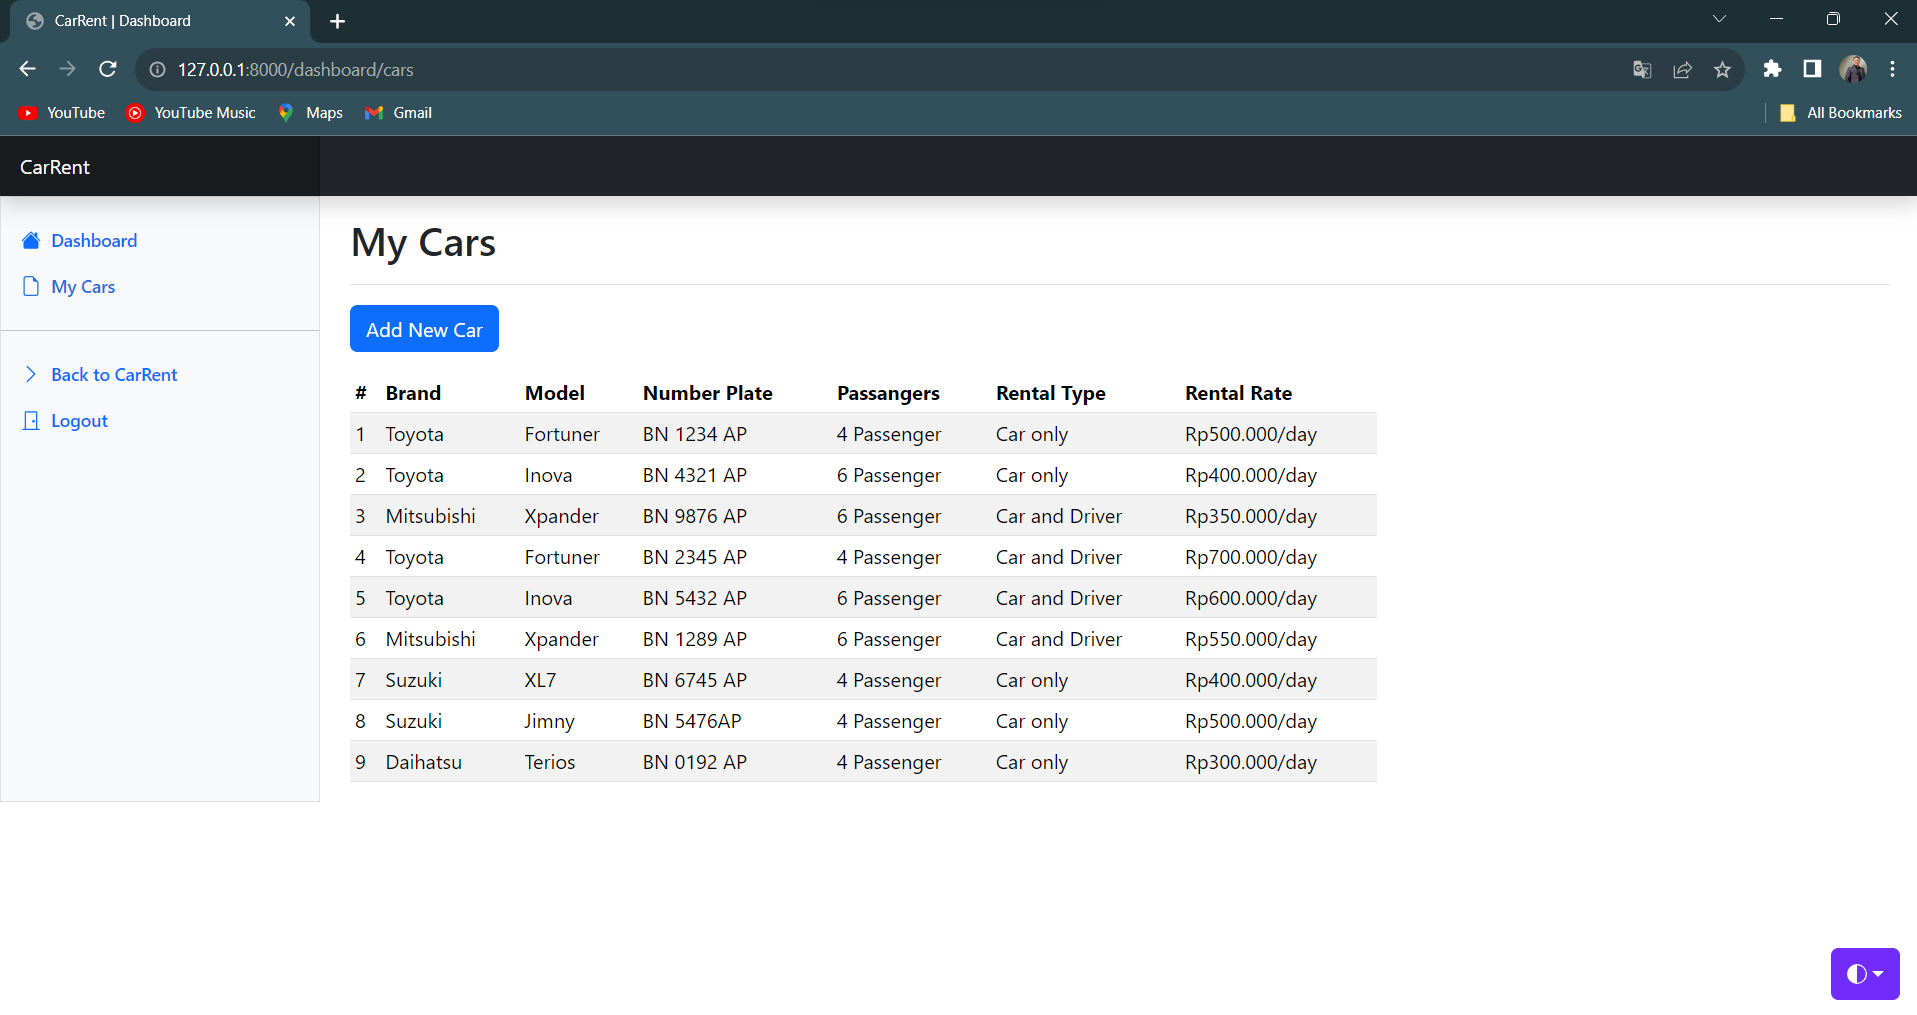 CarRent | Dashboard
127.0.0.1:8000/dashboard/cars
YouTube YouTube Music Maps Gmail All Bookmarks
CarRent
Dashboard
My Cars
Back to CarRent
Logout
My Cars
Add New Car
# Brand Model Number Plate Passangers Rental Type Rental Rate
1 Toyota Fortuner BN 1234 AP 4 Passenger Car only Rp500.000/day
2 Toyota Inova BN 4321 AP 6 Passenger Car only Rp400.000/day
3 Mitsubishi Xpander BN 9876 AP 6 Passenger Car and Driver Rp350.000/day
4 Toyota Fortuner BN 2345 AP 4 Passenger Car and Driver Rp700.000/day
5 Toyota Inova BN 5432 AP 6 Passenger Car and Driver Rp600.000/day
6 Mitsubishi Xpander BN 1289 AP 6 Passenger Car and Driver Rp550.000/day
7 Suzuki XL7 BN 6745 AP 4 Passenger Car only Rp400.000/day
8 Suzuki Jimny BN 5476AP 4 Passenger Car only Rp500.000/day
9 Daihatsu Terios BN 0192 AP 4 Passenger Car only Rp300.000/day